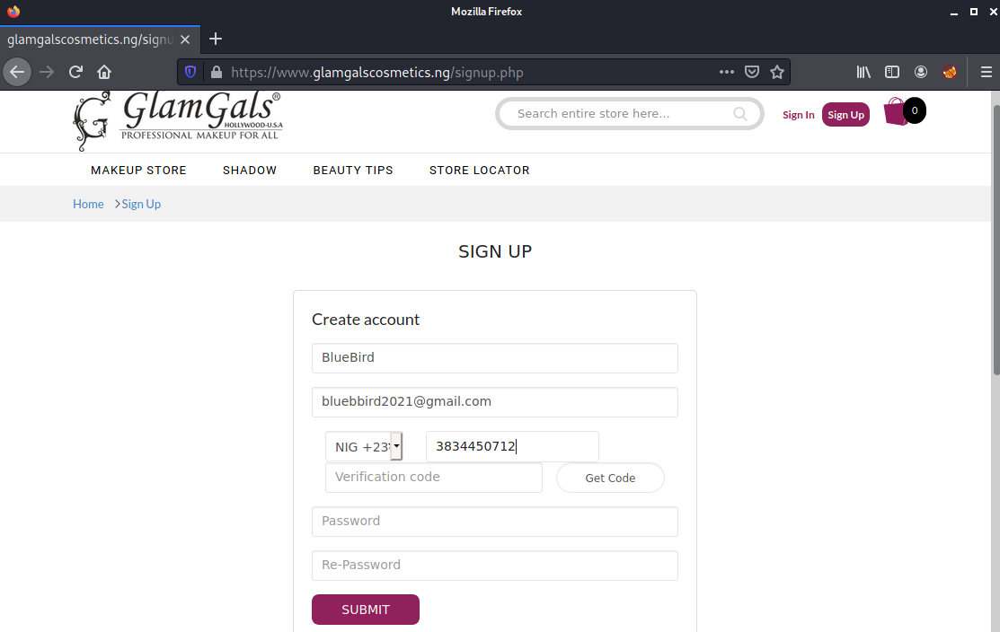 Mozilla Firefox
glamgalscosmetics.ng/signu
https://www.glamgalscosmetics.ng/signup.php
GlamGals®
HOLLYWOOD-U.S.A
PROFESSIONAL MAKEUP FOR ALL
Search entire store here...
Sign In
Sign Up
0
MAKEUP STORE SHADOW BEAUTY TIPS STORE LOCATOR
Home > Sign Up
SIGN UP
Create account
BlueBird
bluebbird2021@gmail.com
NIG +23
3834450712
Verification code
Get Code
Password
Re-Password
SUBMIT